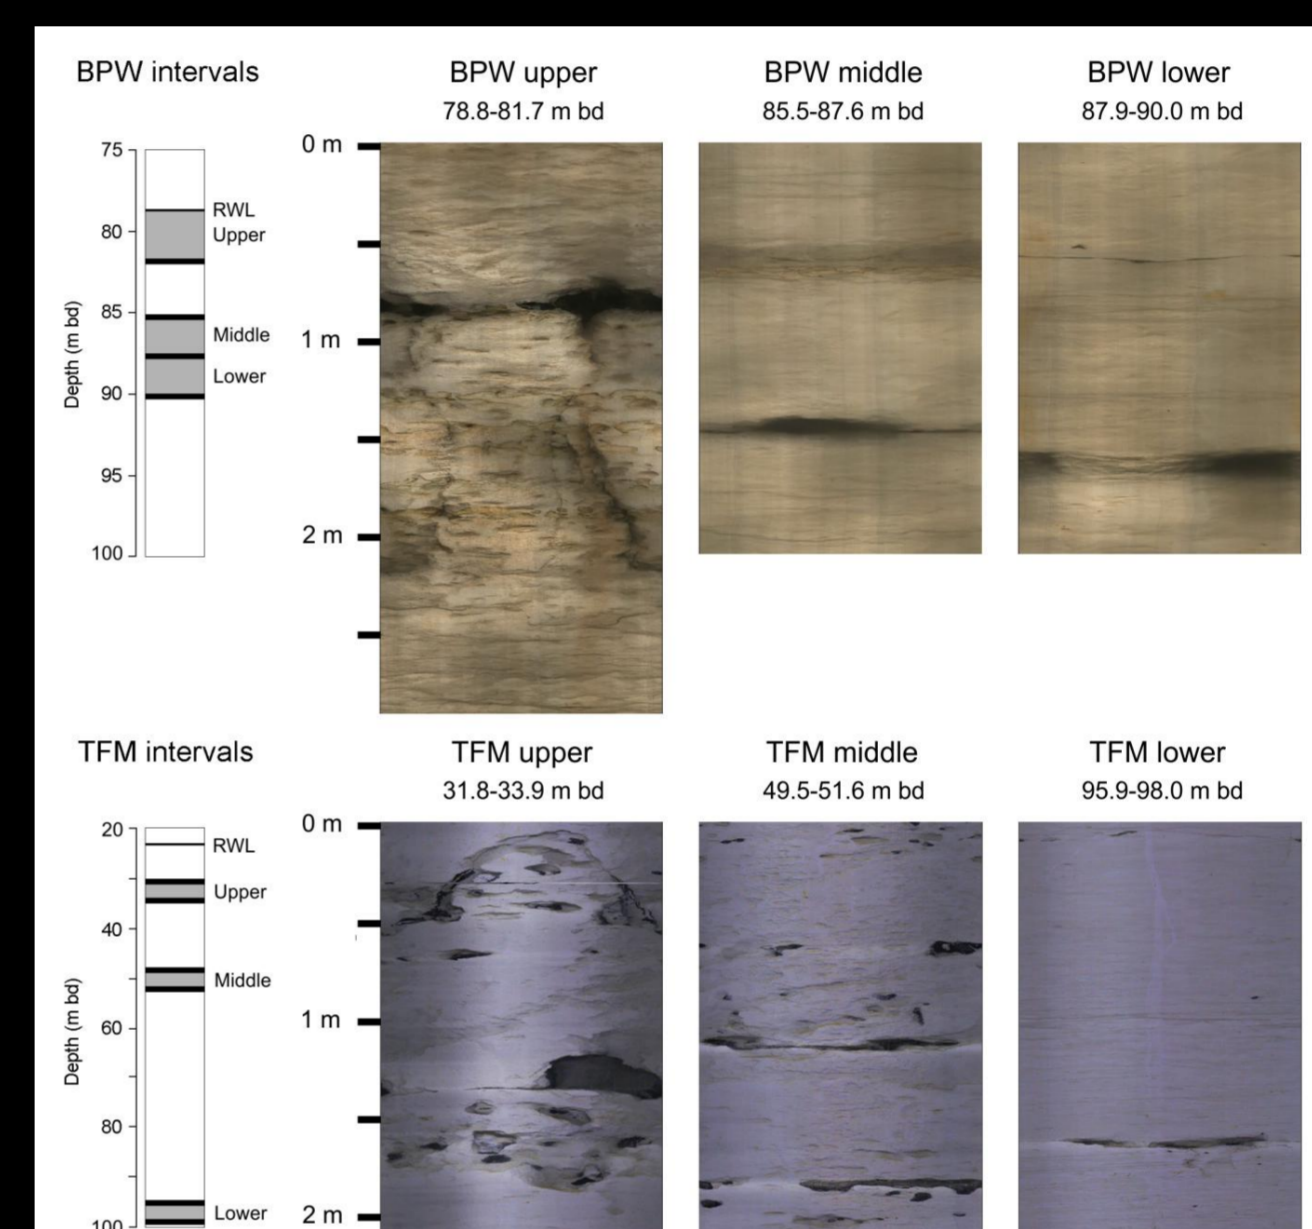 BPW intervals
BPW upper
78.8-81.7 m bd
BPW middle
85.5-87.6 m bd
BPW lower
87.9-90.0 m bd
Depth (m bd)
75
80
85
90
95
100
RWL
Upper
Middle
Lower
0 m
1 m
2 m
TFM intervals
TFM upper
31.8-33.9 m bd
TFM middle
49.5-51.6 m bd
TFM lower
95.9-98.0 m bd
Depth (m bd)
20
40
60
80
100
RWL
Upper
Middle
Lower
0 m
1 m
2 m